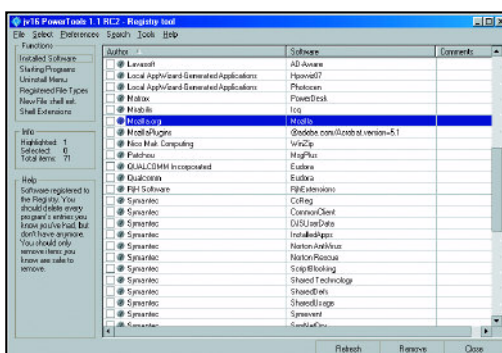 jv16 PowerTools 1.1 RC2 - Registry tool
File Select Preferences Search Tools Help
Functions
Installed Software
Starting Programs
Uninstall Menu
Registered File Types
New File shell ext.
Shell Extensions
Info
Highlighted: 1
Selected: 0
Total items: 71
Help
Software registered to
the Registry. You
should delete every
program's entries you
know you've had, but
don't have anymore.
You should only
remove items you
know are safe to
remove.
Author Software Comments
Lavasoft AD-Aware
Local AppWizard-Generated Applications Hpowiz07
Local AppWizard-Generated Applications Photocen
Matrox PowerDesk
Mirabilis Icq
Mozilla.org Mozilla
MozillaPlugins @adobe.com/Acrobat,version=5.1
Nico Mak Computing WinZip
Patchou MsgPlus
QUALCOMM Incorporated Eudora
Qualcomm Eudora
RjH Software RjhExtensions
Symantec CcReg
Symantec CommonClient
Symantec DJSUserData
Symantec InstalledApps
Symantec Norton AntiVirus
Symantec Norton Rescue
Symantec ScriptBlocking
Symantec Shared Technology
Symantec SharedDefs
Symantec SharedUsage
Symantec Symevent
Symantec SymNetDrv
Refresh Remove Close